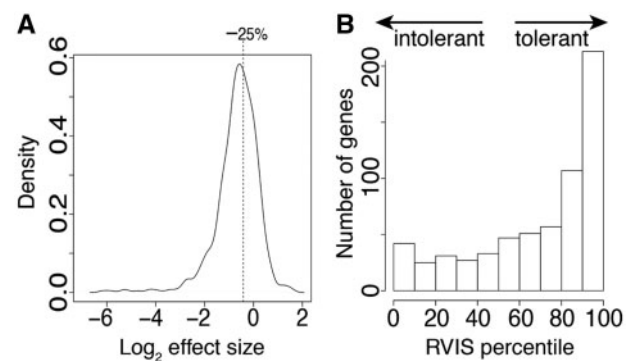 A
−25%
Density
0.0 0.2 0.4 0.6
−6 −4 −2 0 2
Log2 effect size
B
intolerant tolerant
Number of genes
0 100 200
0 20 40 60 80 100
RVIS percentile